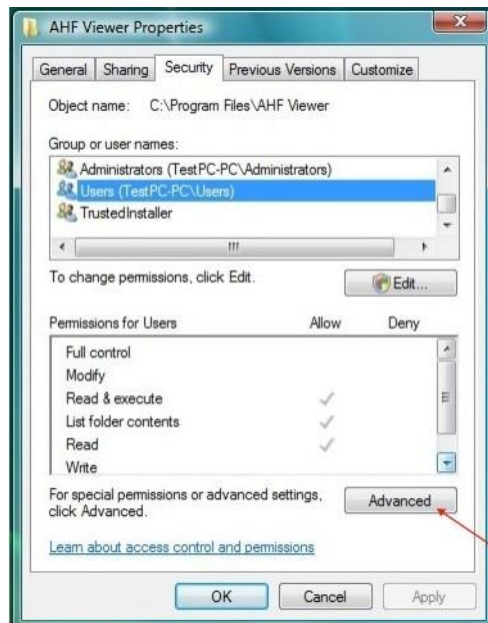 AHF Viewer Properties
General Sharing Security Previous Versions Customize
Object name: C:\Program Files\AHF Viewer
Group or user names:
Administrators (TestPC-PC\Administrators)
Users (TestPC-PC\Users)
TrustedInstaller
To change permissions, click Edit.
Edit...
Permissions for Users Allow Deny
Full control
Modify
Read & execute
List folder contents
Read
Write
For special permissions or advanced settings,
click Advanced.
Advanced
Learn about access control and permissions
OK Cancel Apply